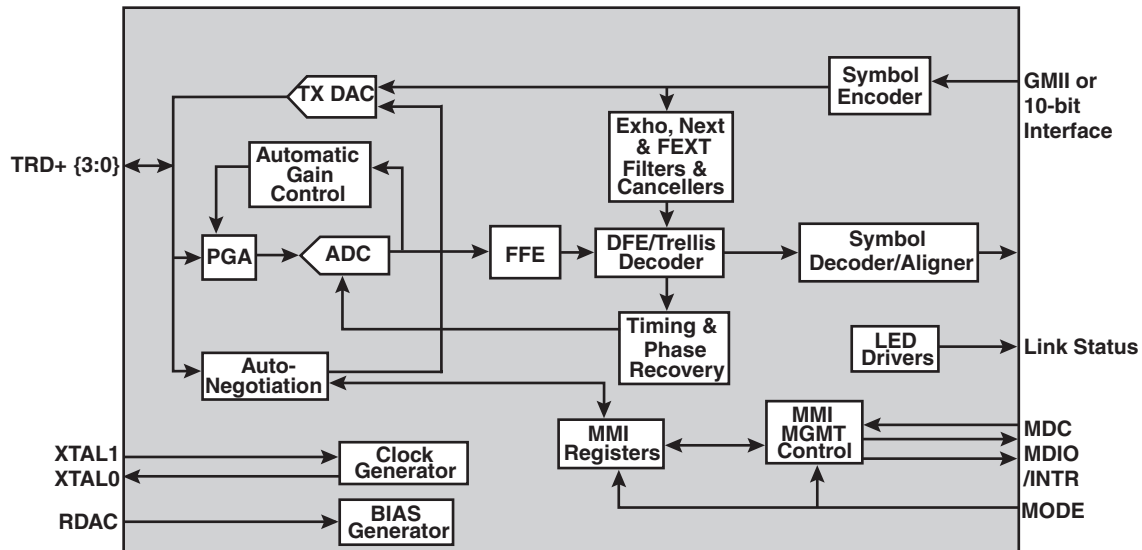 Symbol
Encoder
GMII or
10-bit
Interface
TX DAC
Exho, Next
& FEXT
Filters &
Cancellers
TRD+ {3:0}
Automatic
Gain
Control
PGA
ADC
FFE
DFE/Trellis
Decoder
Symbol
Decoder/Aligner
Timing &
Phase
Recovery
LED
Drivers
Link Status
Auto-
Negotiation
MMI
Registers
MMI
MGMT
Control
MDC
MDIO
/INTR
MODE
XTAL1
XTAL0
Clock
Generator
RDAC
BIAS
Generator